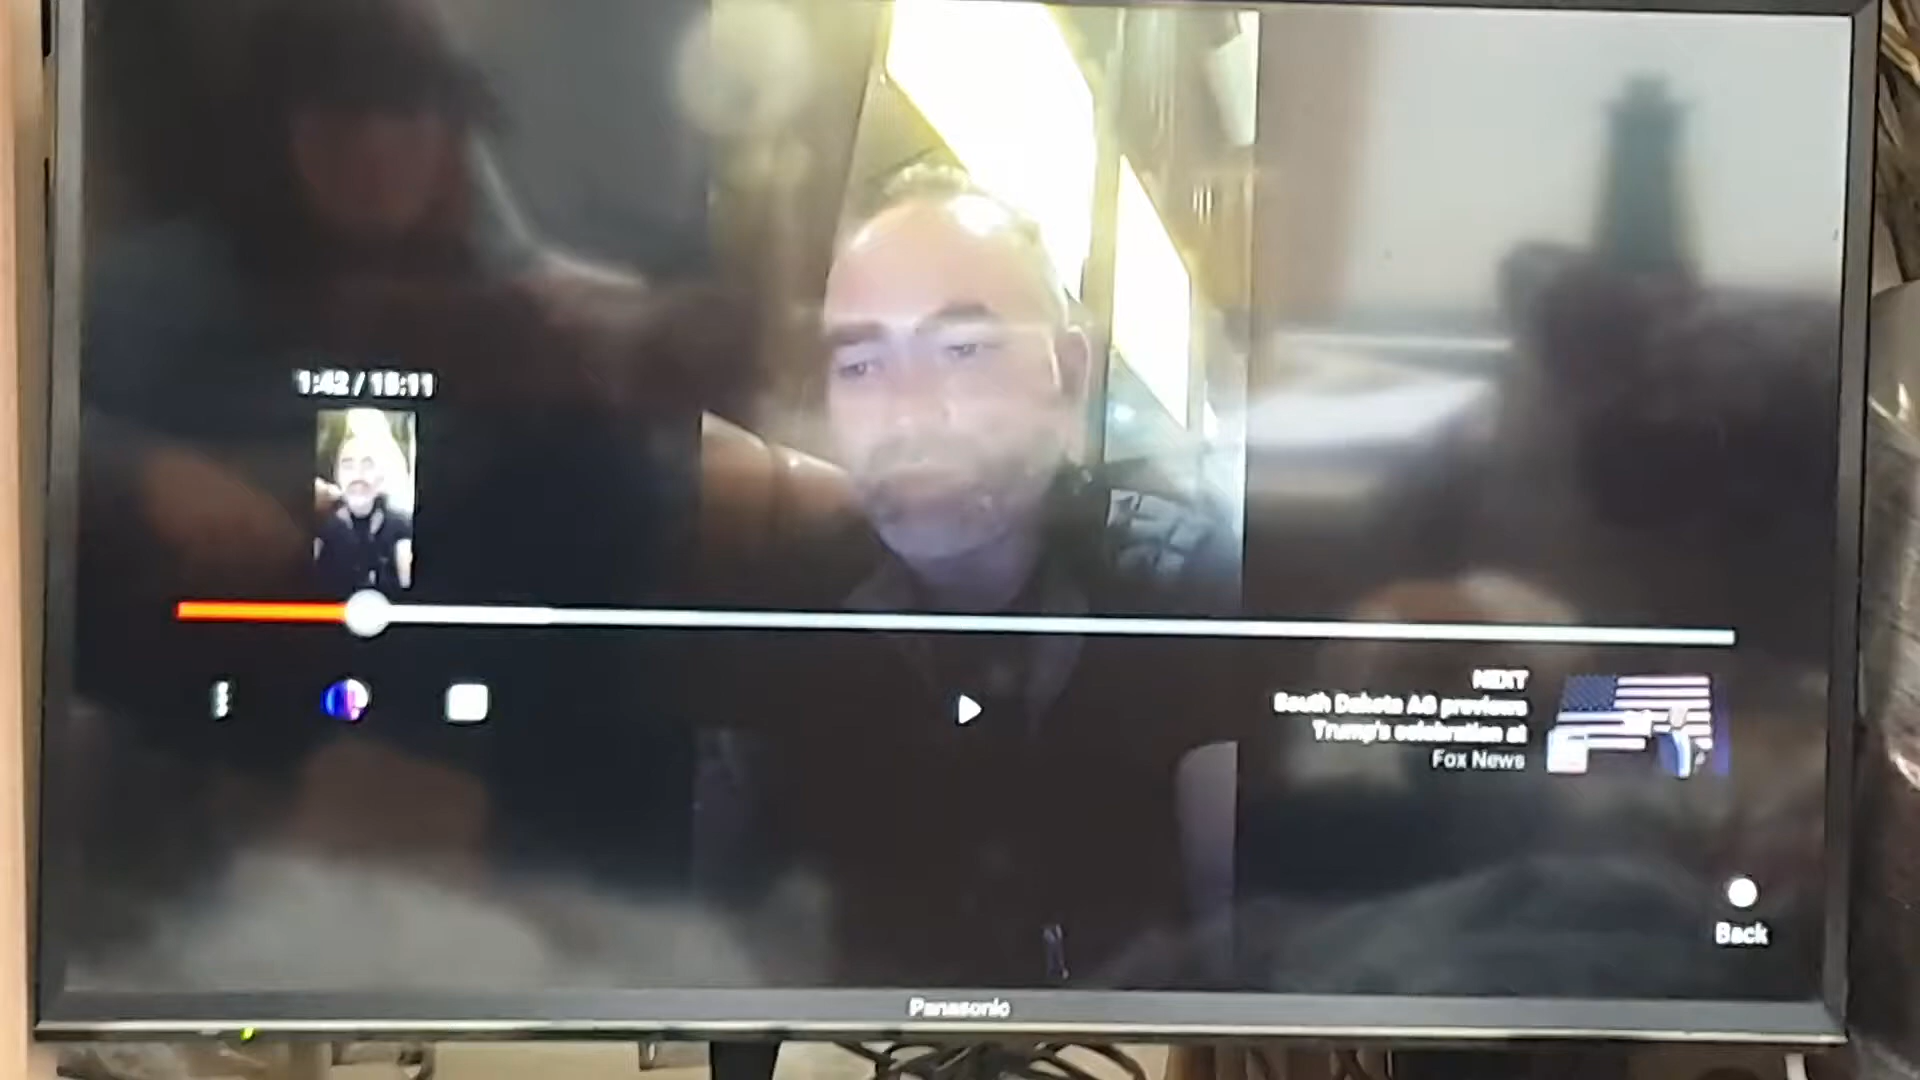 1:42 / 18:11
NEXT
South Dakota AG previews
Trump's celebration at
Fox News
Back
Panasonic